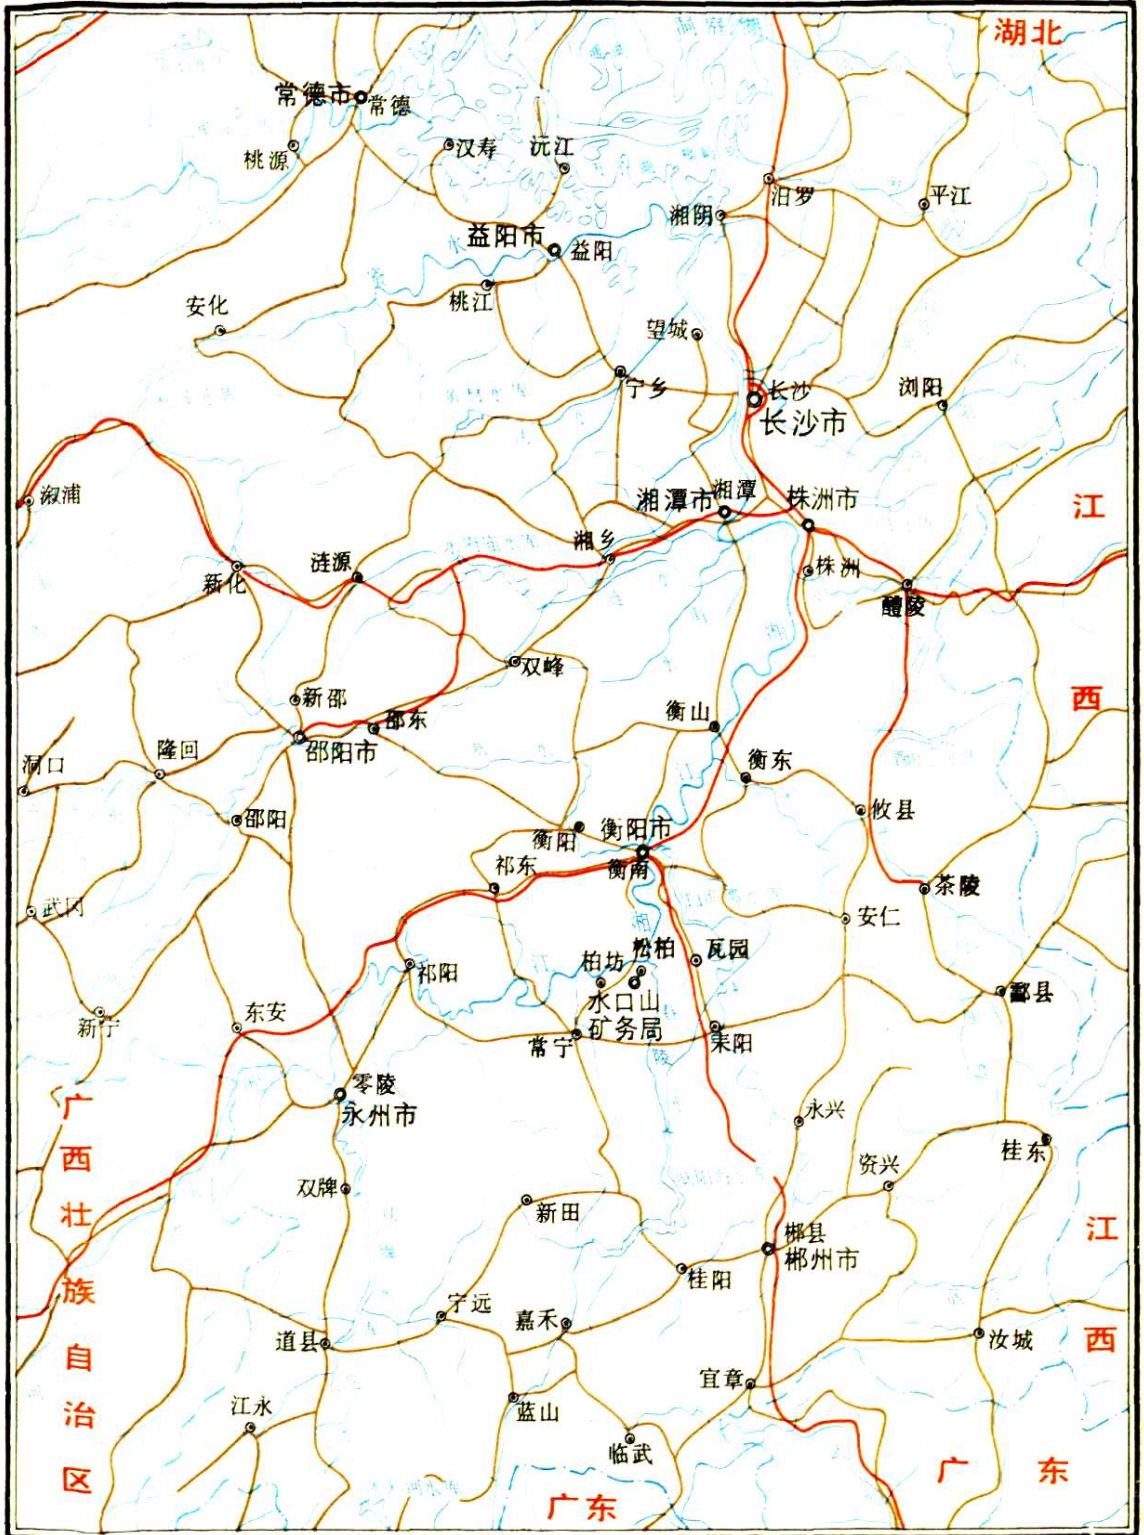 湖北
常德市
常德
桃源
汉寿
沅江
汨罗
湘阴
平江
益阳市
益阳
水
桃江
安化
望城
宁乡
长沙
长沙市
浏阳
溆浦
湘潭市
湘潭
株洲市
江
湘乡
涟源
新化
株洲
醴陵
双峰
西
新邵
邵东
邵阳市
衡山
隆回
洞口
衡东
攸县
邵阳
衡阳
衡阳市
衡南
祁东
茶陵
武冈
安仁
湘
松柏
瓦园
柏坊
江
祁阳
水口山
矿务局
酃县
新宁
东安
常宁
耒阳
零陵
永州市
永兴
桂东
资兴
双牌
新田
郴县
郴州市
桂阳
宁远
嘉禾
道县
汝城
宜章
蓝山
江永
临武
广西壮族自治区
江西
广东
广东